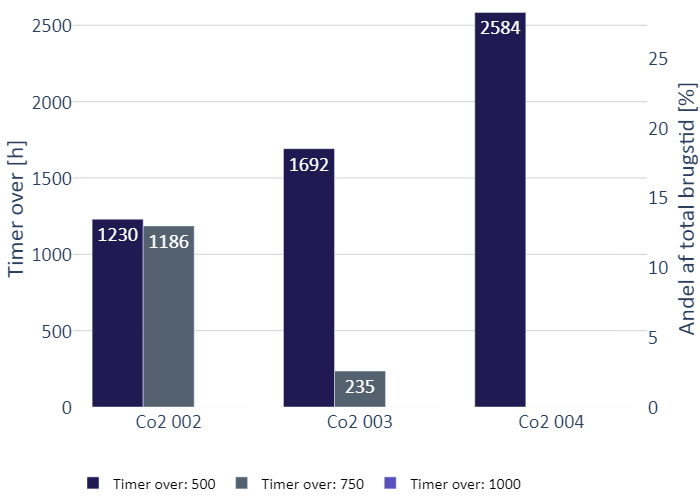 Timer over [h]
2500
2000
1500
1000
500
0
2584
1692
1230
1186
235
25
20
15
10
5
0
Andel af total brugstid [%]
Co2 002
Co2 003
Co2 004
Timer over: 500
Timer over: 750
Timer over: 1000